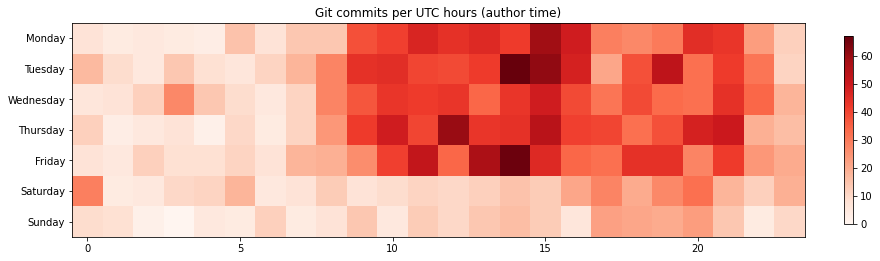 Git commits per UTC hours (author time)
Monday
Tuesday
Wednesday
Thursday
Friday
Saturday
Sunday
0 5 10 15 20
60
50
40
30
20
10
0